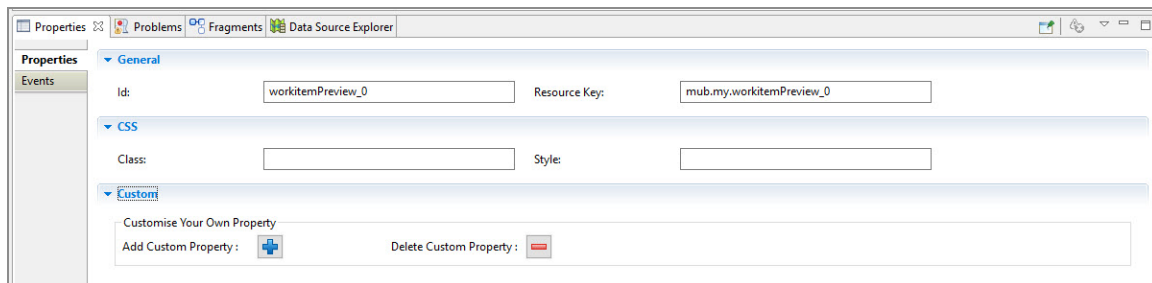 Properties Problems Fragments Data Source Explorer
Properties
Events
General
Id: workitemPreview_0 Resource Key: mub.my.workitemPreview_0
CSS
Class: Style:
Custom
Customise Your Own Property
Add Custom Property : Delete Custom Property :